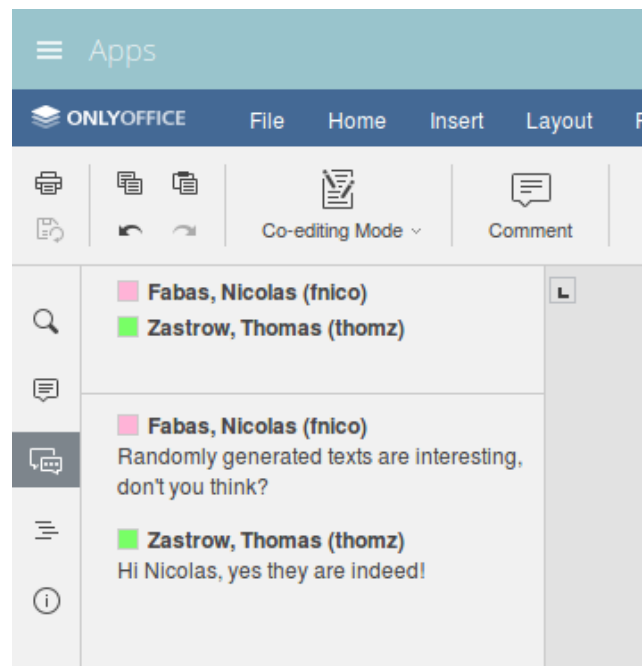 Apps
ONLYOFFICE File Home Insert Layout
Co-editing Mode Comment
Fabas, Nicolas (fnico)
Zastrow, Thomas (thomz)
Fabas, Nicolas (fnico)
Randomly generated texts are interesting,
don't you think?
Zastrow, Thomas (thomz)
Hi Nicolas, yes they are indeed!